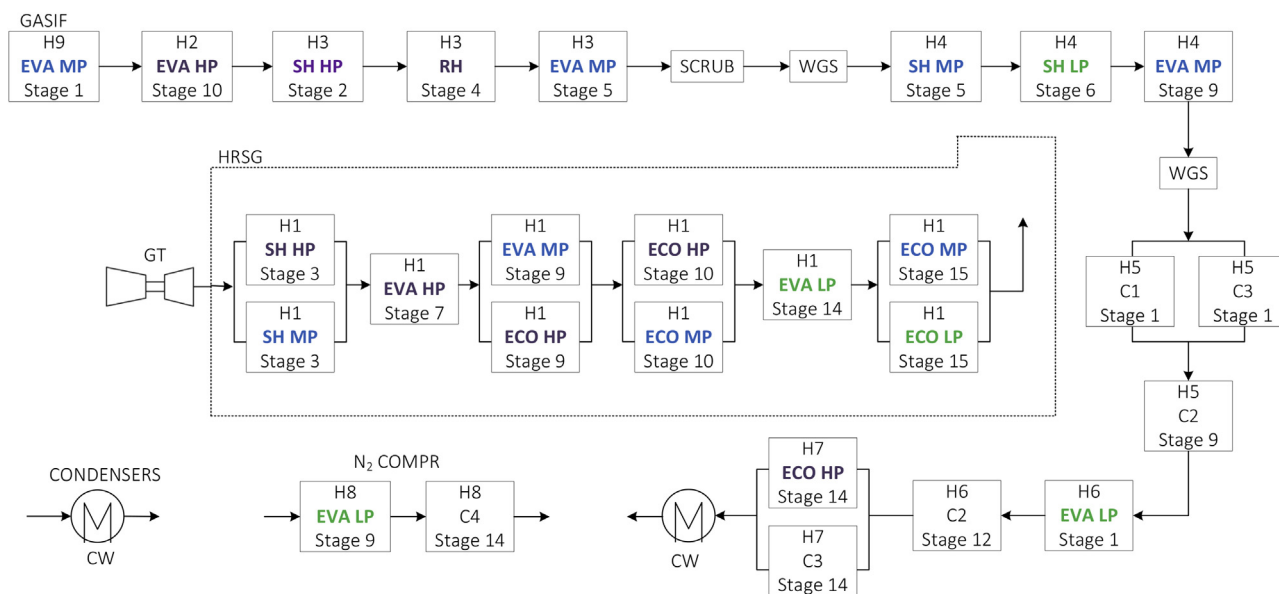 GASIF
H9
EVA MP
Stage 1
H2
EVA HP
Stage 10
H3
SH HP
Stage 2
H3
RH
Stage 4
H3
EVA MP
Stage 5
SCRUB
WGS
H4
SH MP
Stage 5
H4
SH LP
Stage 6
H4
EVA MP
Stage 9
WGS
HRSG
GT
H1
SH HP
Stage 3
H1
SH MP
Stage 3
H1
EVA HP
Stage 7
H1
EVA MP
Stage 9
H1
ECO HP
Stage 9
H1
ECO HP
Stage 10
H1
ECO MP
Stage 10
H1
EVA LP
Stage 14
H1
ECO MP
Stage 15
H1
ECO LP
Stage 15
H5
C1
Stage 1
H5
C3
Stage 1
H5
C2
Stage 9
CONDENSERS
CW
N₂ COMPR
H8
EVA LP
Stage 9
H8
C4
Stage 14
CW
H7
ECO HP
Stage 14
H7
C3
Stage 14
H6
C2
Stage 12
H6
EVA LP
Stage 1